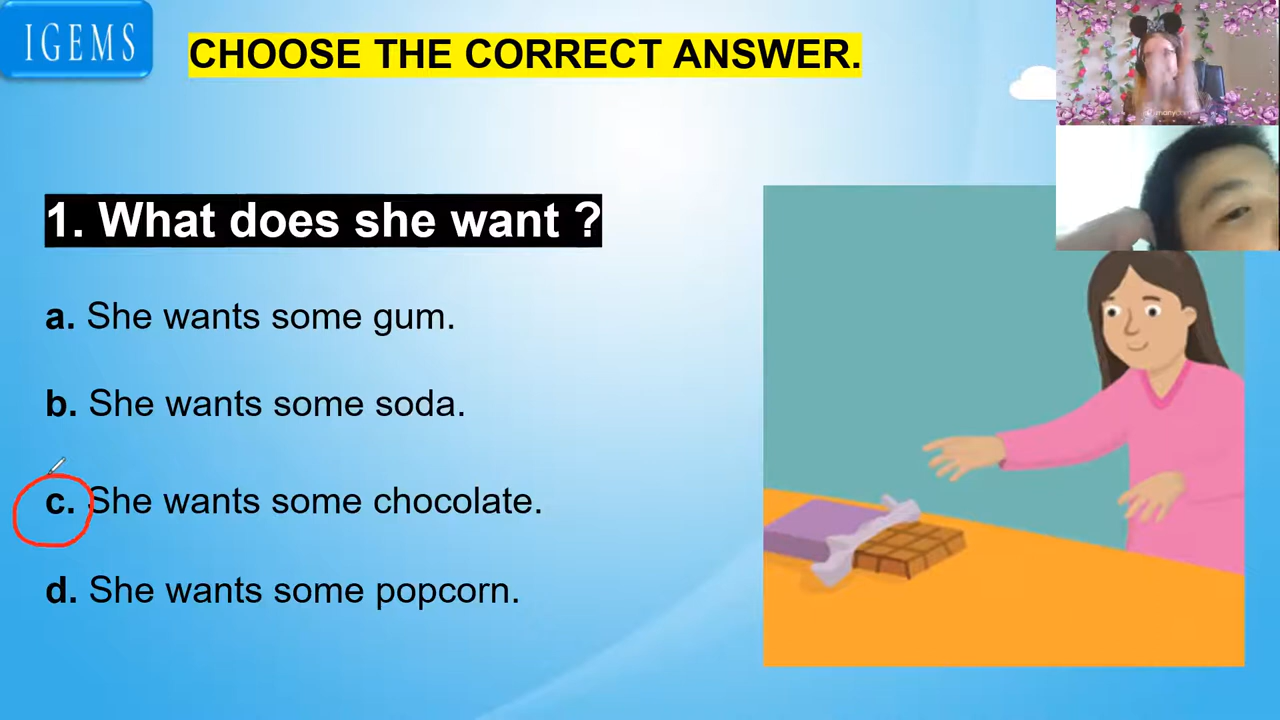 IGEMS
CHOOSE THE CORRECT ANSWER.
1. What does she want ?
a. She wants some gum.
b. She wants some soda.
c. She wants some chocolate.
d. She wants some popcorn.